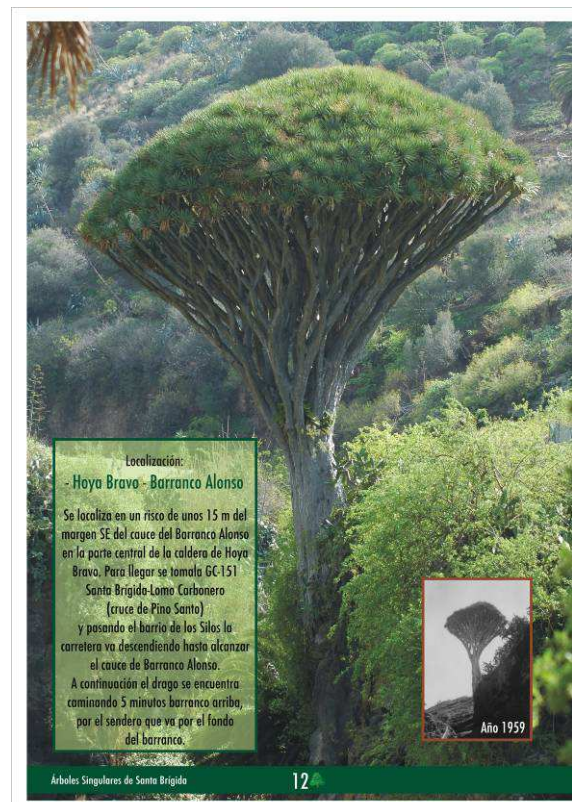 Localización:
- Hoya Bravo - Barranco Alonso
Se localiza en un risco de unos 15 m del
margen SE del cauce del Barranco Alonso
en la parte central de la caldera de Hoya
Bravo. Para llegar se tomala GC-151
Santa Brígida-Lomo Carbonero
(cruce de Pino Santo)
y pasando el barrio de los Silos la
carretera va descendiendo hasta alcanzar
el cauce de Barranco Alonso.
A continuación el drago se encuentra
caminando 5 minutos barranco arriba,
por el sendero que va por el fondo
del barranco.
Año 1959
Árboles Singulares de Santa Brígida
12